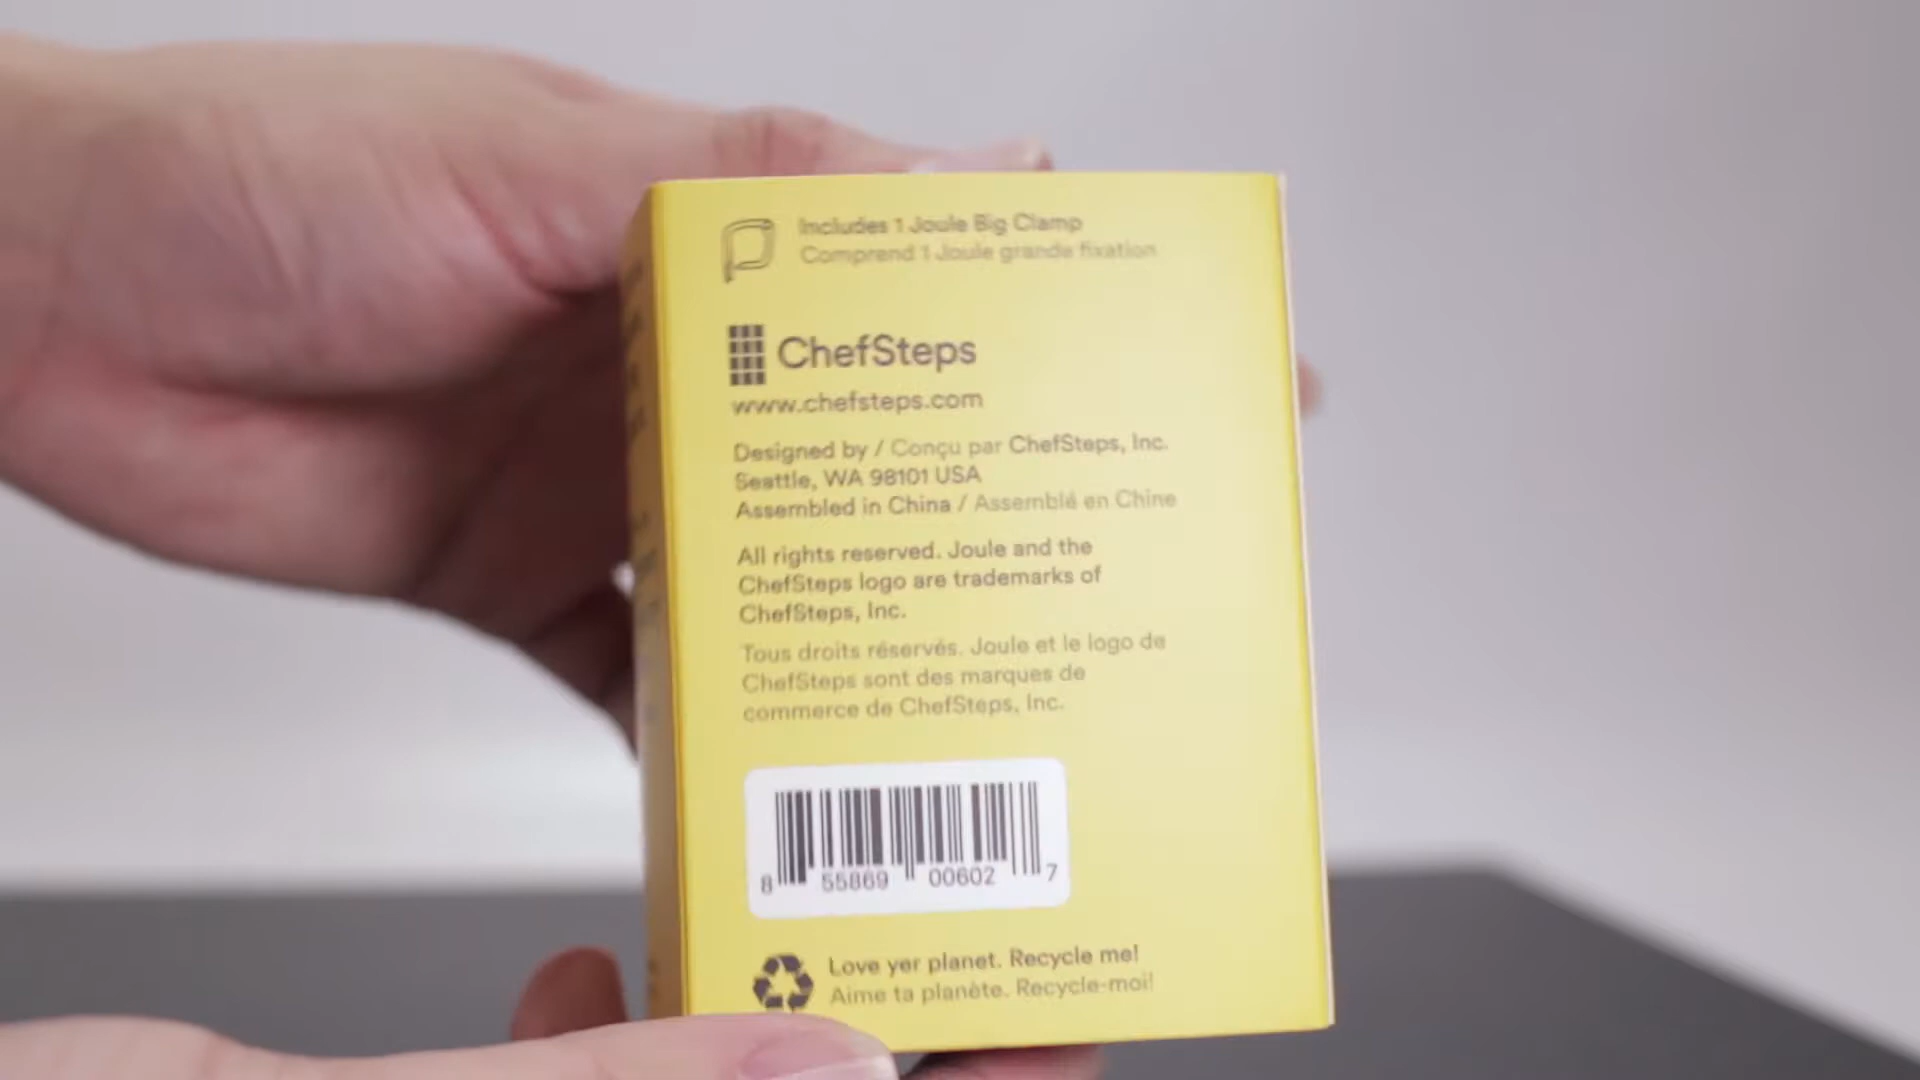 Includes 1 Joule Big Clamp
Comprend 1 Joule grande fixation
ChefSteps
www.chefsteps.com
Designed by / Conçu par ChefSteps, Inc.
Seattle, WA 98101 USA
Assembled in China / Assemblé en Chine
All rights reserved. Joule and the
ChefSteps logo are trademarks of
ChefSteps, Inc.
Tous droits réservés. Joule et le logo de
ChefSteps sont des marques de
commerce de ChefSteps, Inc.
8 55869 00602 7
Love yer planet. Recycle me!
Aime ta planète. Recycle-moi!